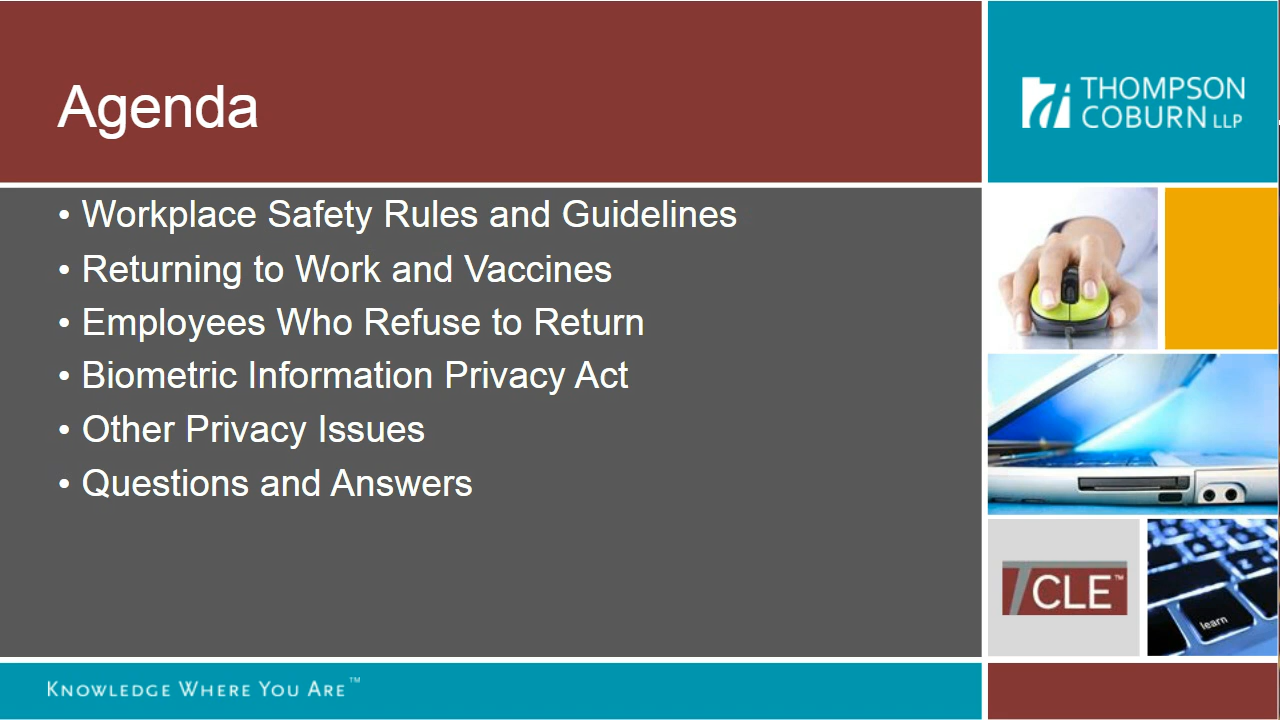 Agenda
THOMPSON
COBURN LLP
• Workplace Safety Rules and Guidelines
• Returning to Work and Vaccines
• Employees Who Refuse to Return
• Biometric Information Privacy Act
• Other Privacy Issues
• Questions and Answers
TCLE™
learn
KNOWLEDGE WHERE YOU ARE™